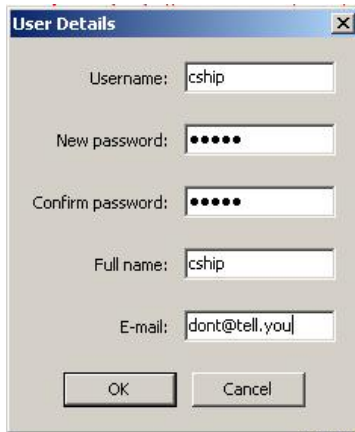 User Details
Username: cship
New password: •••••
Confirm password: •••••
Full name: cship
E-mail: dont@tell.you
OK Cancel